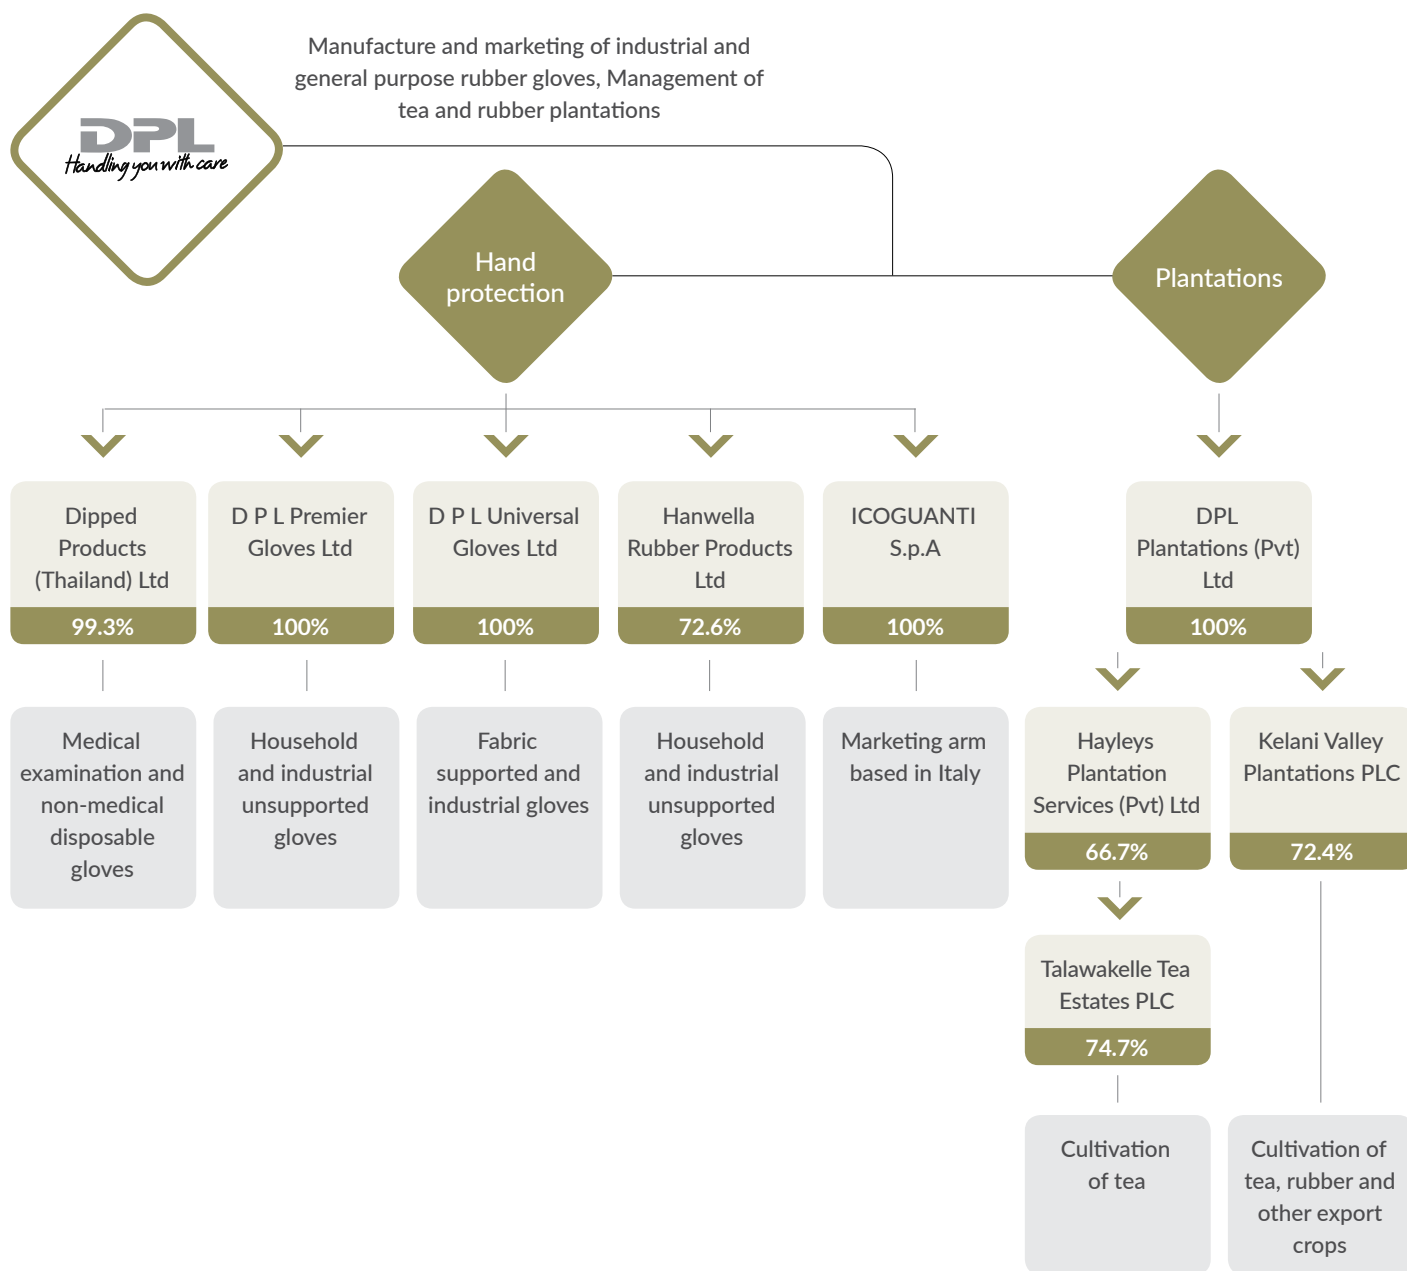 DPL
Handling you with care
Manufacture and marketing of industrial and
general purpose rubber gloves, Management of
tea and rubber plantations
Hand
protection
Plantations
Dipped
Products
(Thailand) Ltd
99.3%
D P L Premier
Gloves Ltd
100%
D P L Universal
Gloves Ltd
100%
Hanwella
Rubber Products
Ltd
72.6%
ICOGUANTI
S.p.A
100%
DPL
Plantations (Pvt)
Ltd
100%
Medical
examination and
non-medical
disposable
gloves
Household
and industrial
unsupported
gloves
Fabric
supported and
industrial gloves
Household
and industrial
unsupported
gloves
Marketing arm
based in Italy
Hayleys
Plantation
Services (Pvt) Ltd
66.7%
Kelani Valley
Plantations PLC
72.4%
Talawakelle Tea
Estates PLC
74.7%
Cultivation
of tea
Cultivation of
tea, rubber and
other export
crops